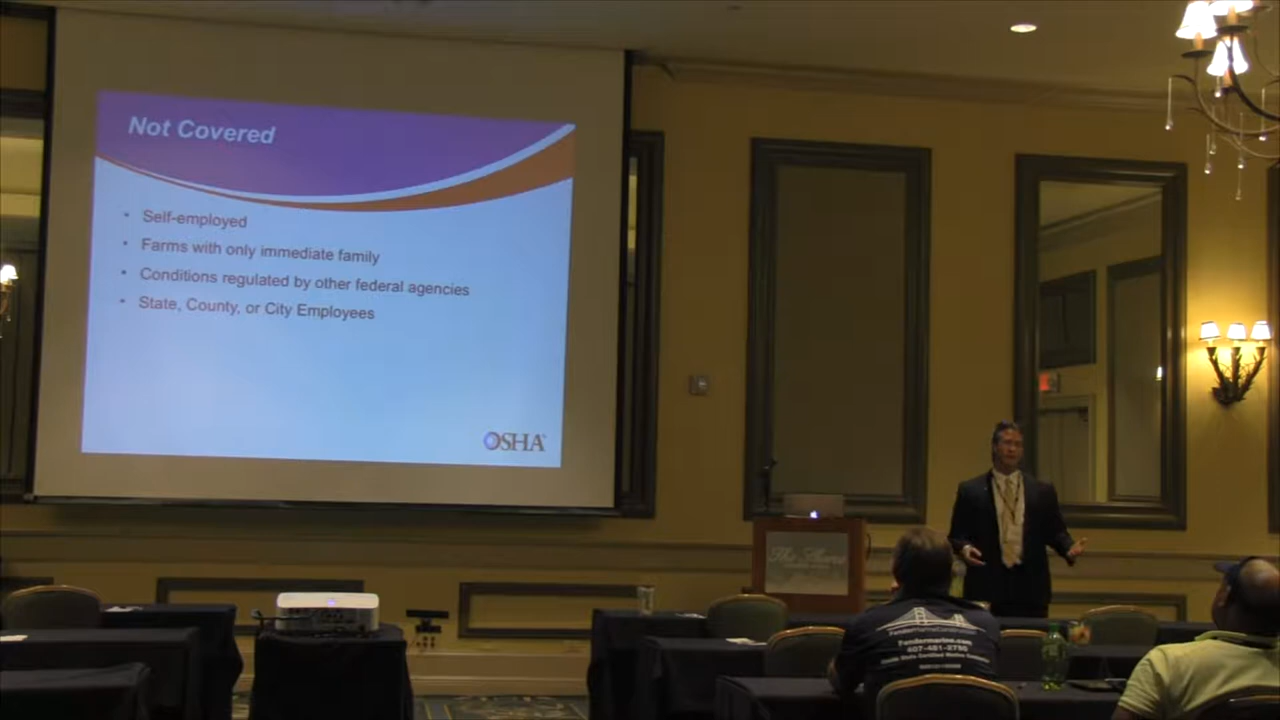 Not Covered
• Self-employed
• Farms with only immediate family
• Conditions regulated by other federal agencies
• State, County, or City Employees
OSHA